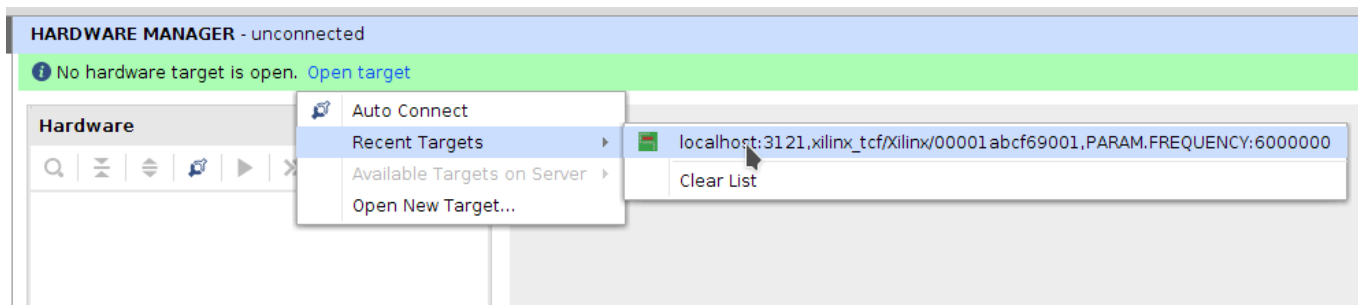 HARDWARE MANAGER - unconnected
No hardware target is open. Open target
Hardware
Auto Connect
Recent Targets
Available Targets on Server
Open New Target...
localhost:3121,xilinx_tcf/Xilinx/00001abcf69001,PARAM.FREQUENCY:6000000
Clear List